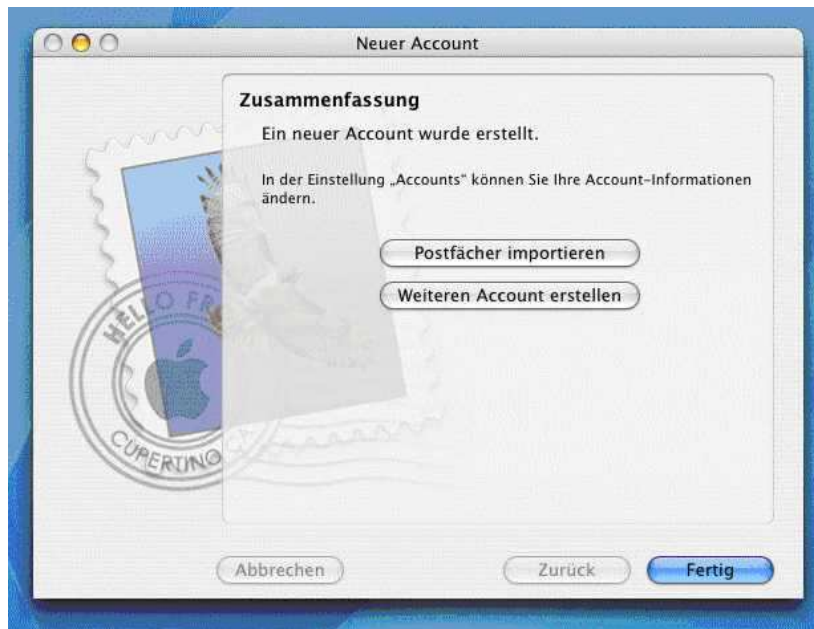 Neuer Account
Zusammenfassung
Ein neuer Account wurde erstellt.
In der Einstellung „Accounts" können Sie Ihre Account-Informationen
ändern.
Postfächer importieren
Weiteren Account erstellen
HELLO FR
CUPERTINO C
Abbrechen
Zurück
Fertig